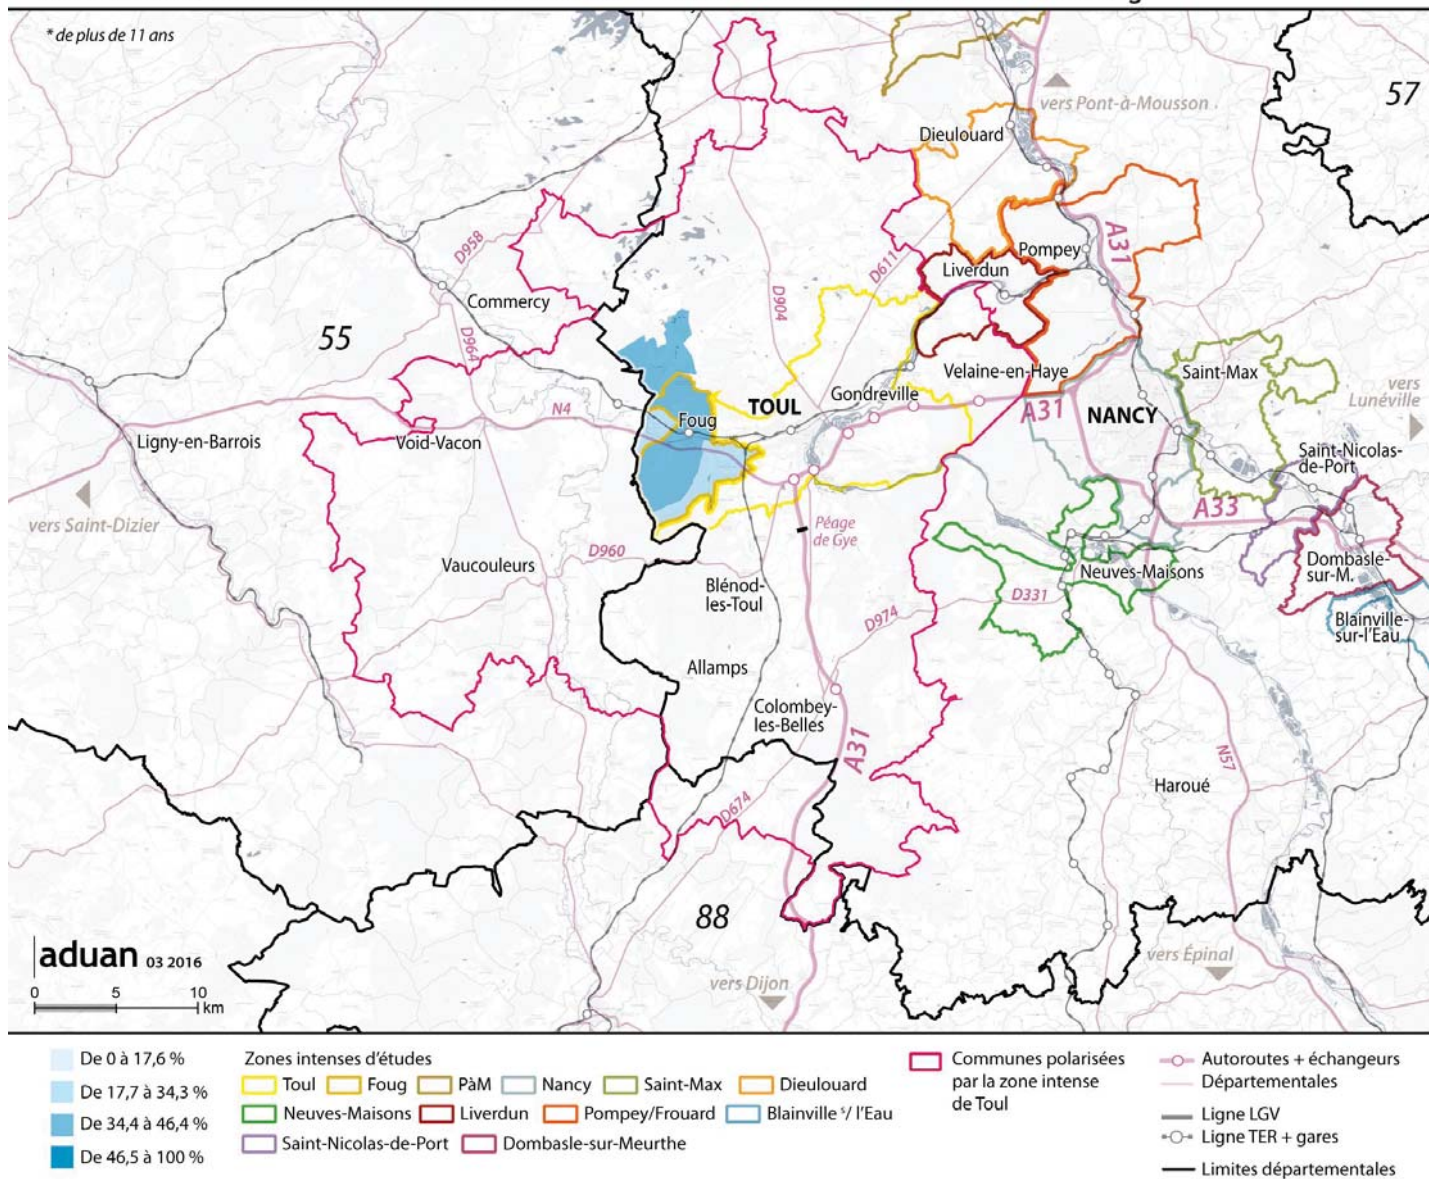 * de plus de 11 ans
57
vers Pont-à-Mousson
Dieulouard
A31
Pompey
D611
Liverdun
D958
Commercy
D904
55
D964
Velaine-en-Haye
Saint-Max
vers
Lunéville
Gondreville
TOUL
Foug
N4
A31
NANCY
Ligny-en-Barrois
Void-Vacon
Saint-Nicolas-
de-Port
vers Saint-Dizier
A33
Péage
de Gye
D960
Vaucouleurs
Blénod-
les-Toul
Neuves-Maisons
Dombasle-
sur-M.
D331
D974
Blainville-
sur-l'Eau
Allamps
Colombey-
les-Belles
A31
N57
Haroué
D674
88
aduan 03 2016
vers Épinal
vers Dijon
0 5 10
km
De 0 à 17,6 %
De 17,7 à 34,3 %
De 34,4 à 46,4 %
De 46,5 à 100 %
Zones intenses d'études
Toul Foug PàM Nancy Saint-Max Dieulouard
Neuves-Maisons Liverdun Pompey/Frouard Blainville s/ l'Eau
Saint-Nicolas-de-Port Dombasle-sur-Meurthe
Communes polarisées
par la zone intense
de Toul
Autoroutes + échangeurs
Départementales
Ligne LGV
Ligne TER + gares
Limites départementales